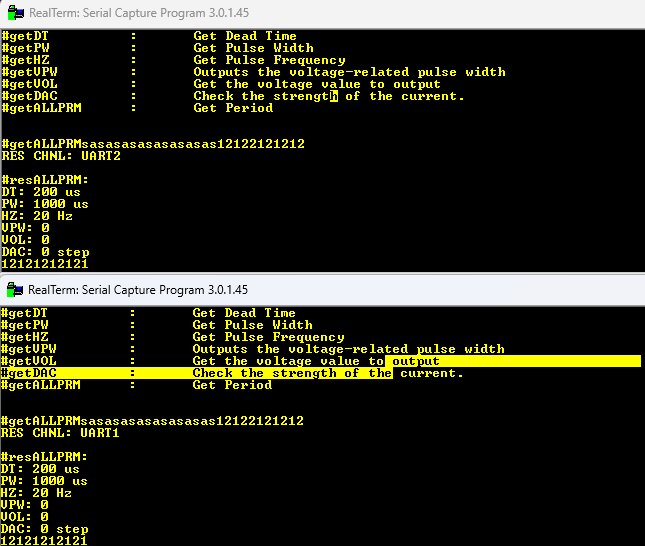 RealTerm: Serial Capture Program 3.0.1.45
#getDT : Get Dead Time
#getPW : Get Pulse Width
#getHZ : Get Pulse Frequency
#getVPW : Outputs the voltage-related pulse width
#getVOL : Get the voltage value to output
#getDAC : Check the strength of the current.
#getALLPRM : Get Period
#getALLPRMsasasasasasasasas12122121212
RES CHNL: UART2
#resALLPRM:
DT: 200 us
PW: 1000 us
HZ: 20 Hz
VPW: 0
VOL: 0
DAC: 0 step
12121212121
RealTerm: Serial Capture Program 3.0.1.45
#getDT : Get Dead Time
#getPW : Get Pulse Width
#getHZ : Get Pulse Frequency
#getVPW : Outputs the voltage-related pulse width
#getVOL : Get the voltage value to output
#getDAC : Check the strength of the current.
#getALLPRM : Get Period
#getALLPRMsasasasasasasasas12122121212
RES CHNL: UART1
#resALLPRM:
DT: 200 us
PW: 1000 us
HZ: 20 Hz
VPW: 0
VOL: 0
DAC: 0 step
12121212121